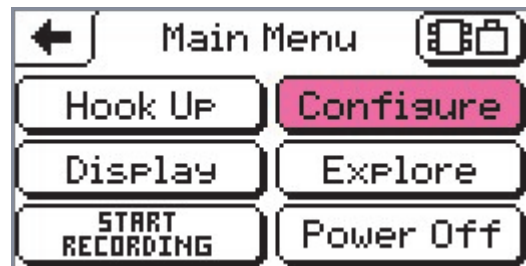 Main Menu
Hook Up
Configure
Display
Explore
START
RECORDING
Power Off